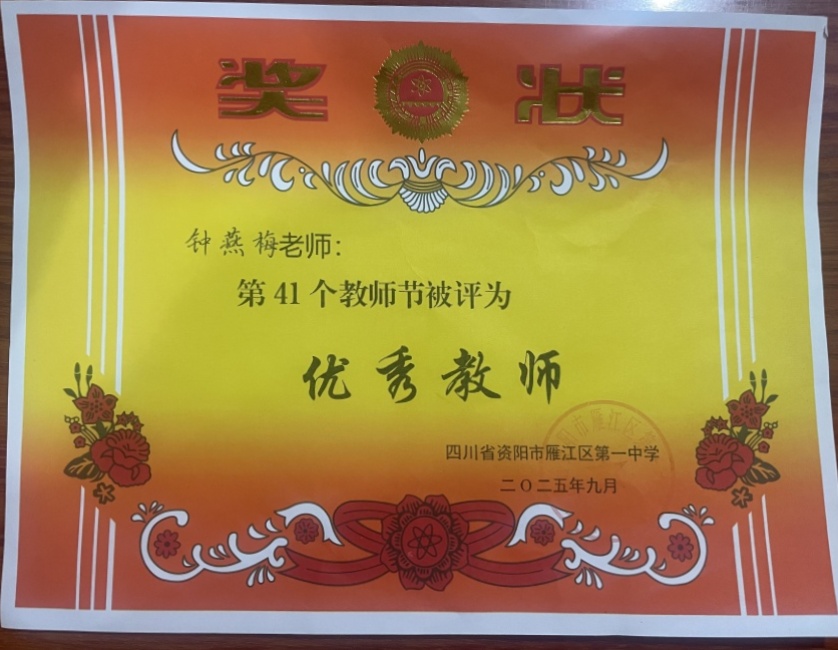 奖 状
钟燕梅老师:
第 41 个教师节被评为
优秀教师
四川省资阳市雁江区第一中学
二〇二五年九月